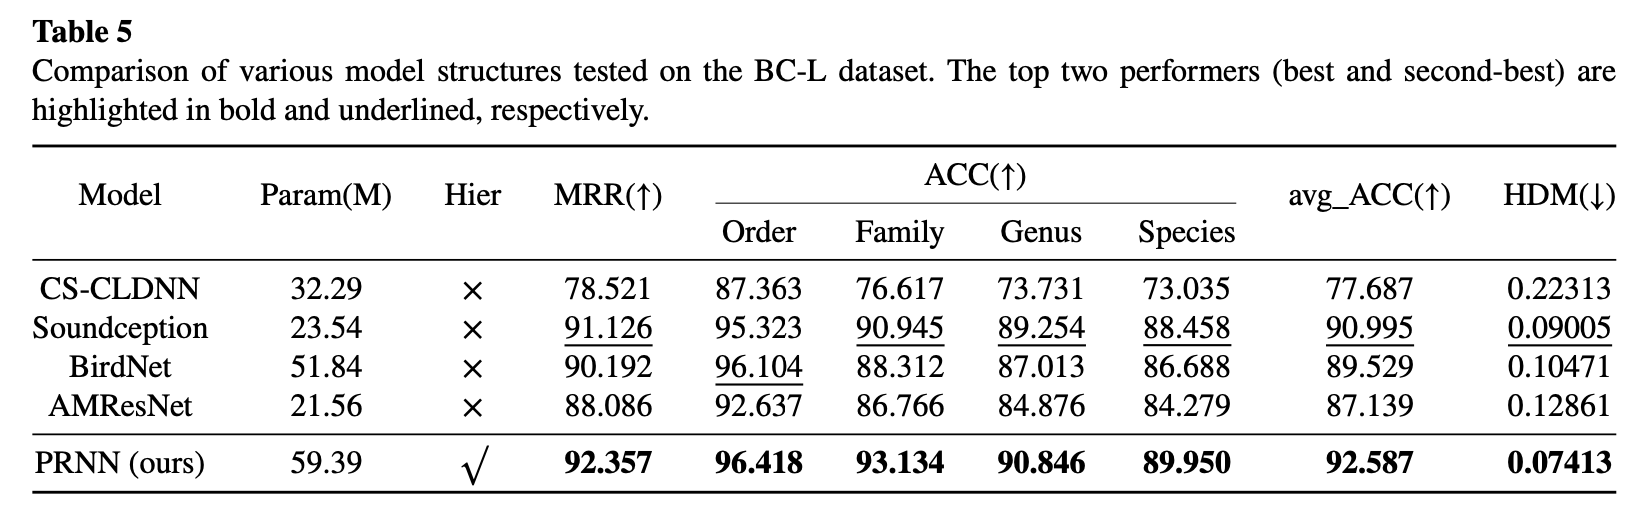 Table 5
Comparison of various model structures tested on the BC-L dataset. The top two performers (best and second-best) are
highlighted in bold and underlined, respectively.
Model Param(M) Hier MRR(↑) ACC(↑) avg_ACC(↑) HDM(↓)
Order Family Genus Species
CS-CLDNN 32.29 × 78.521 87.363 76.617 73.731 73.035 77.687 0.22313
Soundception 23.54 × 91.126 95.323 90.945 89.254 88.458 90.995 0.09005
BirdNet 51.84 × 90.192 96.104 88.312 87.013 86.688 89.529 0.10471
AMResNet 21.56 × 88.086 92.637 86.766 84.876 84.279 87.139 0.12861
PRNN (ours) 59.39 √ 92.357 96.418 93.134 90.846 89.950 92.587 0.07413